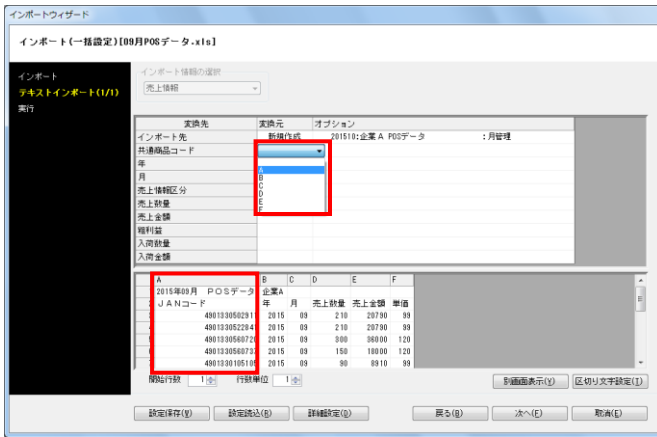 インポートウィザード
インポート(一括設定)[09月POSデータ.xls]
インポート
テキストインポート(1/1)
実行
インポート情報の選択
売上情報
変換先 変換元 オプション
インポート先 新規作成 201510:企業A POSデータ :月管理
共通商品コード
年
月
売上情報区分
売上数量
売上金額
粗利益
入荷数量
入荷金額
A
B
C
D
E
F
A B C D E F
2015年09月 POSデータ 企業A
JANコード 年 月 売上数量 売上金額 単価
4901330502911 2015 09 210 20790 99
4901330522841 2015 09 210 20790 99
490133056872 2015 09 300 36000 120
490133056873 2015 09 150 18000 120
490133010510 2015 09 90 8910 99
開始行数 1 行数単位 1
別画面表示(V) 区切り文字設定(I)
設定保存(W) 設定読込(R) 詳細設定(D) 戻る(B) 次へ(F) 取消(E)